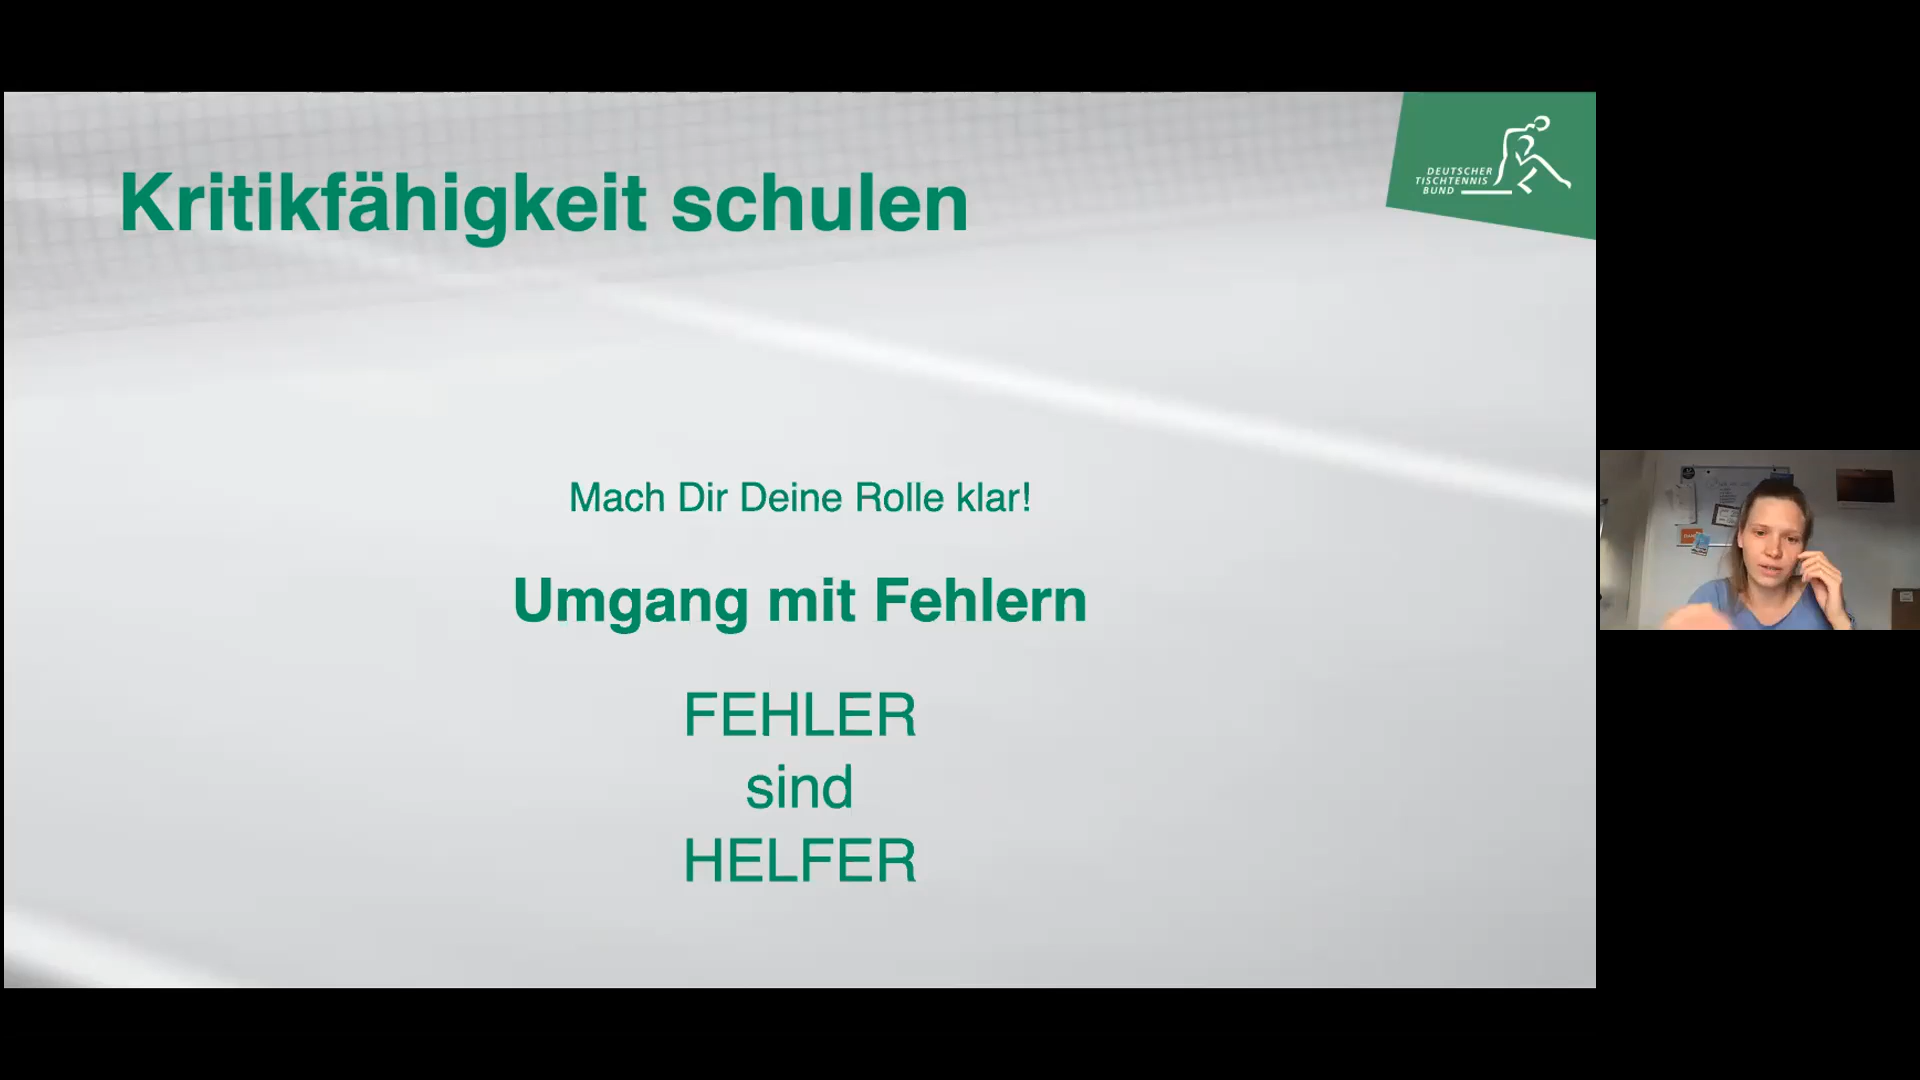 Kritikfähigkeit schulen
DEUTSCHER
TISCHTENNIS
BUND
Mach Dir Deine Rolle klar!
Umgang mit Fehlern
FEHLER
sind
HELFER